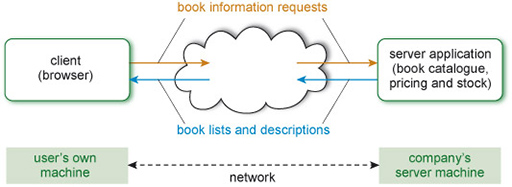 book information requests
client
(browser)
server application
(book catalogue,
pricing and stock)
book lists and descriptions
user's own
machine
network
company's
server machine